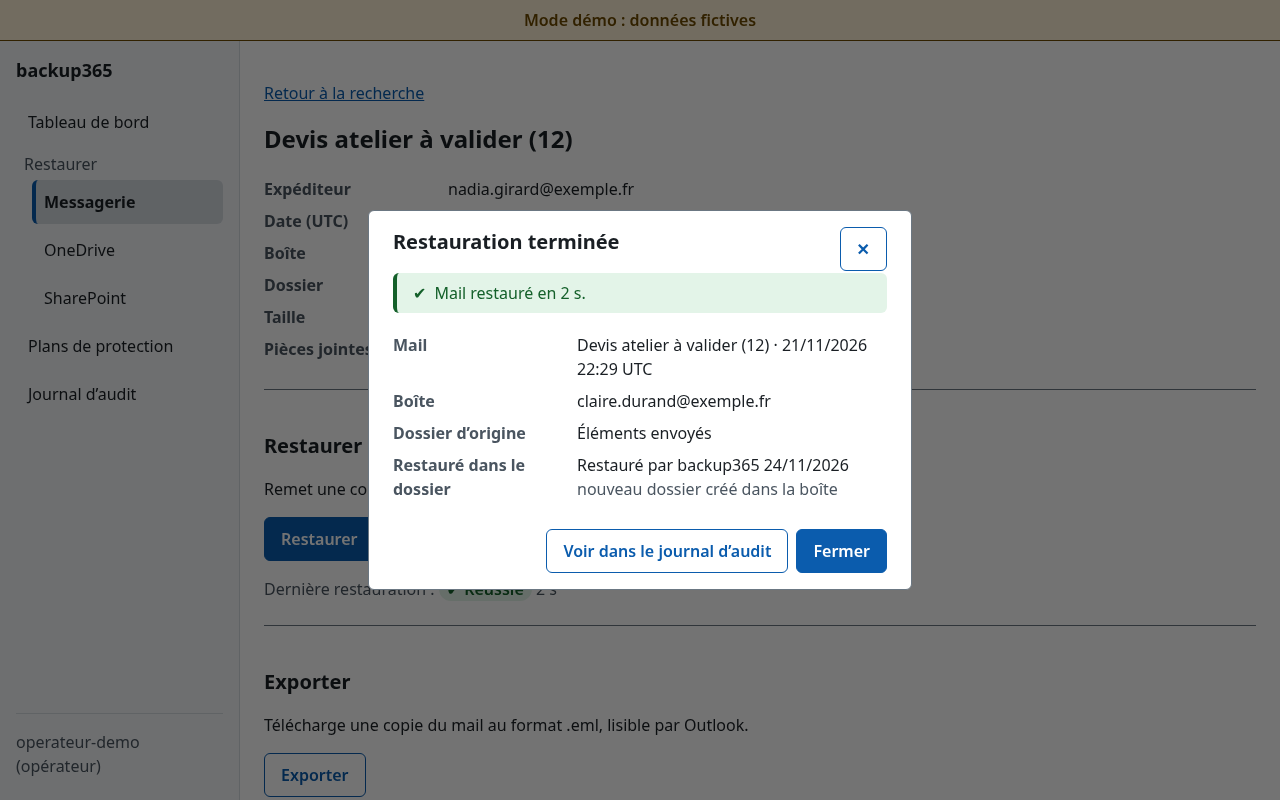 Mode démo : données fictives
backup365
Tableau de bord
Restaurer
Messagerie
OneDrive
SharePoint
Plans de protection
Journal d’audit
operateur-demo
(opérateur)
Retour à la recherche
Devis atelier à valider (12)
Expéditeur nadia.girard@exemple.fr
Date (UTC)
Boîte
Dossier
Taille
Pièces jointes
Restaurer
Remet une
Restaurer
Dernière restauration : ✔ Réussie 2 s
Exporter
Télécharge une copie du mail au format .eml, lisible par Outlook.
Exporter
Restauration terminée
×
✔ Mail restauré en 2 s.
Mail Devis atelier à valider (12) · 21/11/2026
22:29 UTC
Boîte claire.durand@exemple.fr
Dossier d’origine Éléments envoyés
Restauré dans le Restauré par backup365 24/11/2026
dossier nouveau dossier créé dans la boîte
Voir dans le journal d’audit
Fermer